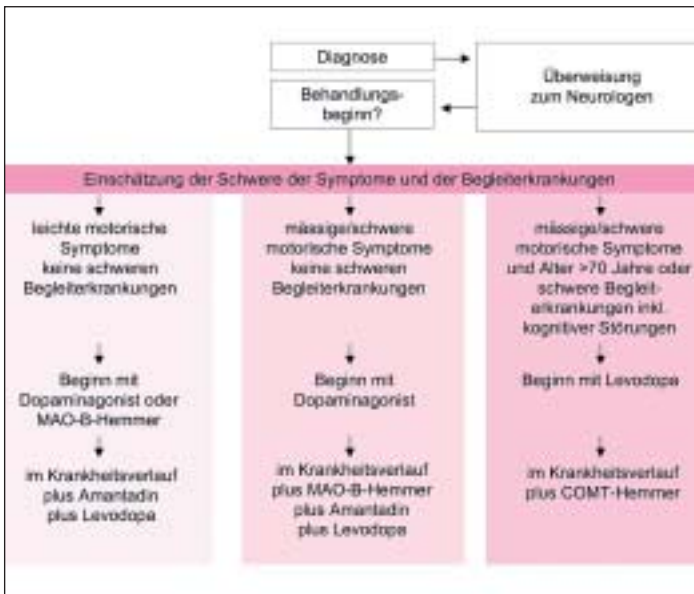 Diagnose
Behandlungs-
beginn?
Überweisung
zum Neurologen
Einschätzung der Schwere der Symptome und der Begleiterkrankungen
leichte motorische
Symptome
keine schweren
Begleiterkrankungen
Beginn mit
Dopaminagonist oder
MAO-B-Hemmer
im Krankheitsverlauf
plus Amantadin
plus Levodopa
mässige/schwere
motorische Symptome
keine schweren
Begleiterkrankungen
Beginn mit
Dopaminagonist
im Krankheitsverlauf
plus MAO-B-Hemmer
plus Amantadin
plus Levodopa
mässige/schwere
motorische Symptome
und Alter >70 Jahre oder
schwere Begleit-
erkrankungen inkl.
kognitiver Störungen
Beginn mit Levodopa
im Krankheitsverlauf
plus COMT-Hemmer